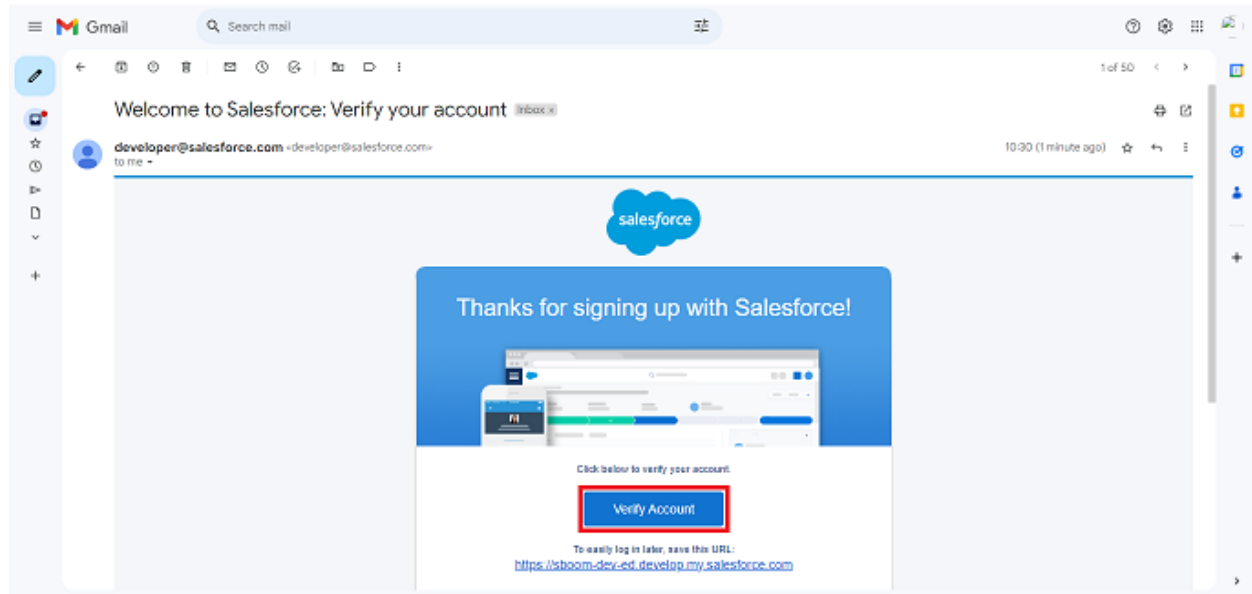 Gmail
Search mail
1 of 50
Welcome to Salesforce: Verify your account Inbox x
developer@salesforce.com <developer@salesforce.com>
10:30 (1 minute ago)
to me
salesforce
Thanks for signing up with Salesforce!
Click below to verify your account.
Verify Account
To easily log in later, save this URL:
https://sboom-dev-ed.develop.my.salesforce.com